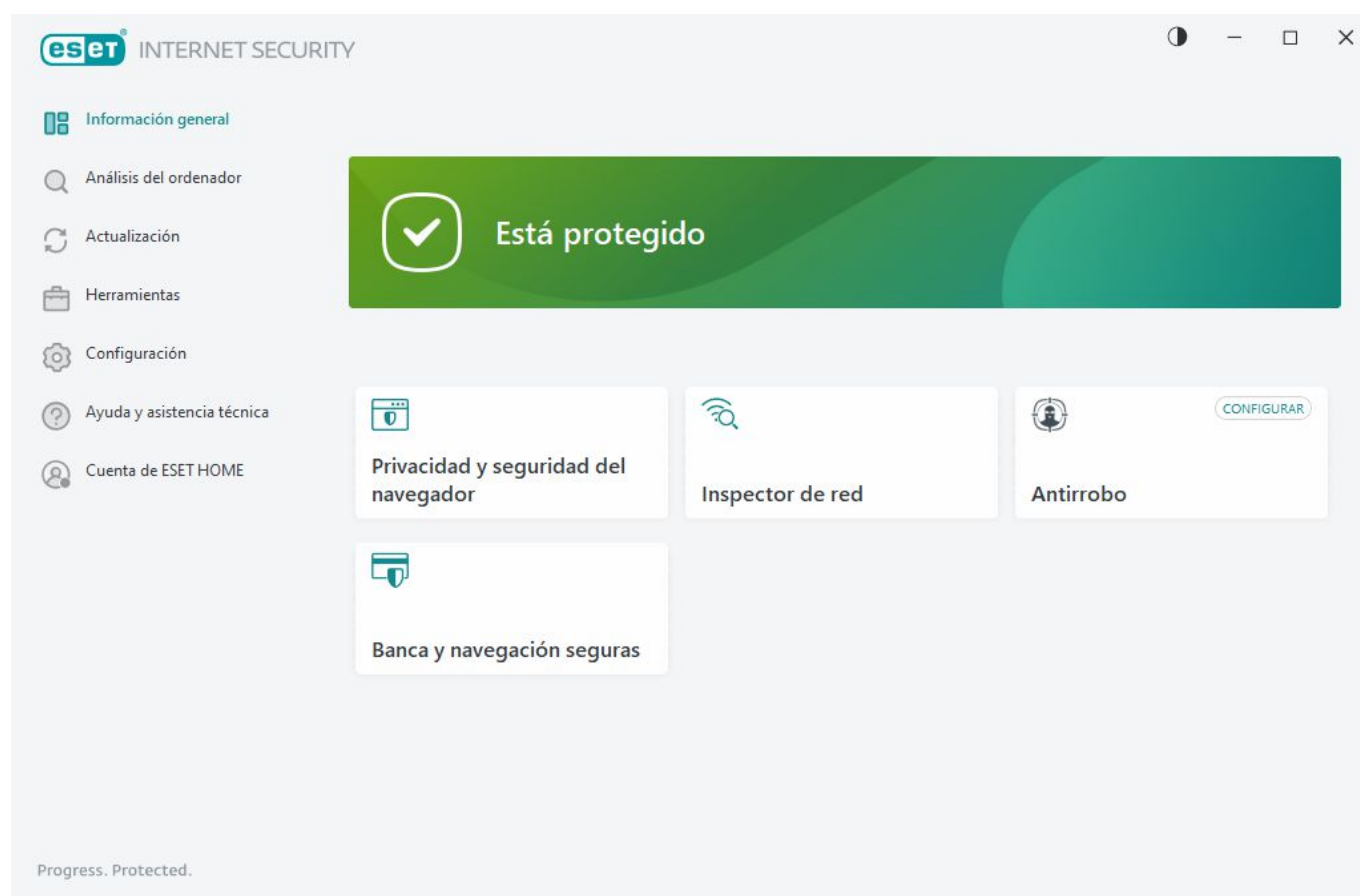 eset® INTERNET SECURITY
Información general
Análisis del ordenador
Actualización
Herramientas
Configuración
Ayuda y asistencia técnica
Cuenta de ESET HOME
Está protegido
Privacidad y seguridad del
navegador
Inspector de red
CONFIGURAR
Antirrobo
Banca y navegación seguras
Progress. Protected.